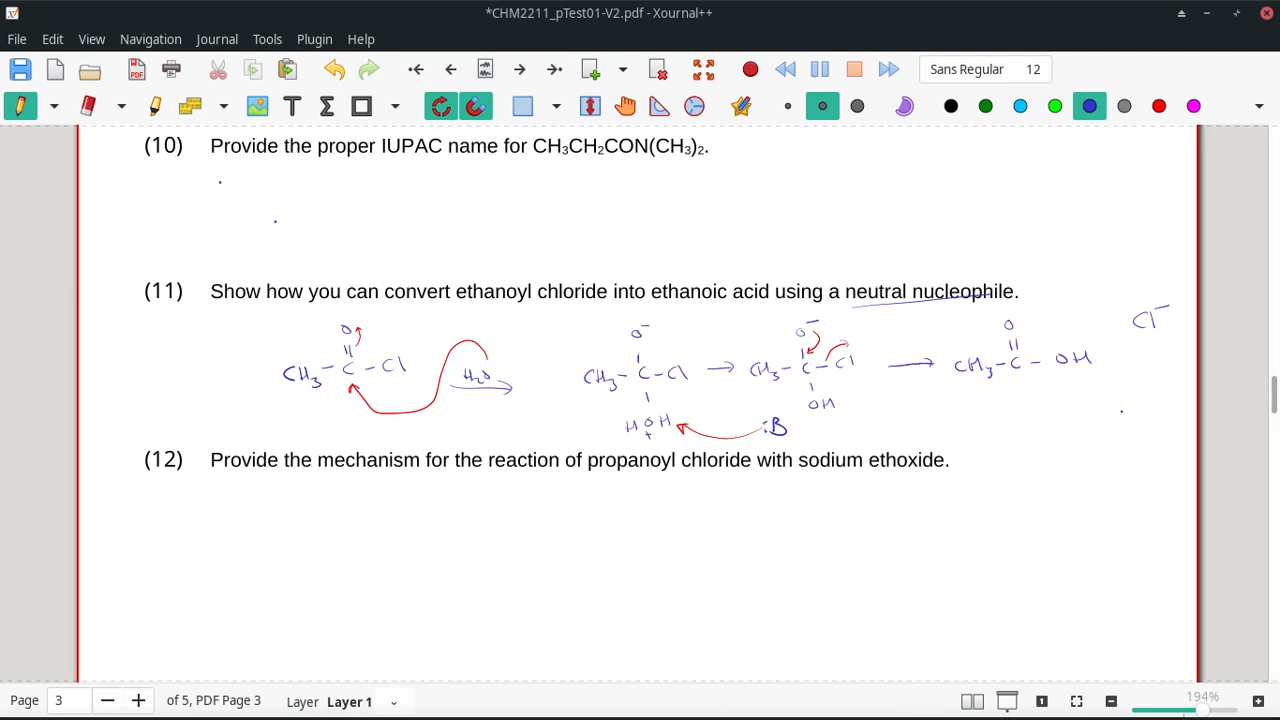 *CHM2211_pTest01-V2.pdf - Xournal++
File Edit View Navigation Journal Tools Plugin Help
Sans Regular 12
(10) Provide the proper IUPAC name for CH₃CH₂CON(CH₃)₂.
(11) Show how you can convert ethanoyl chloride into ethanoic acid using a neutral nucleophile.
O O⁻ O⁻ O Cl⁻
CH₃-C-Cl H₂O CH₃-C-Cl → CH₃-C-Cl → CH₃-C-OH
HOH OH
+ :B
(12) Provide the mechanism for the reaction of propanoyl chloride with sodium ethoxide.
Page 3 of 5, PDF Page 3 Layer Layer 1 194%